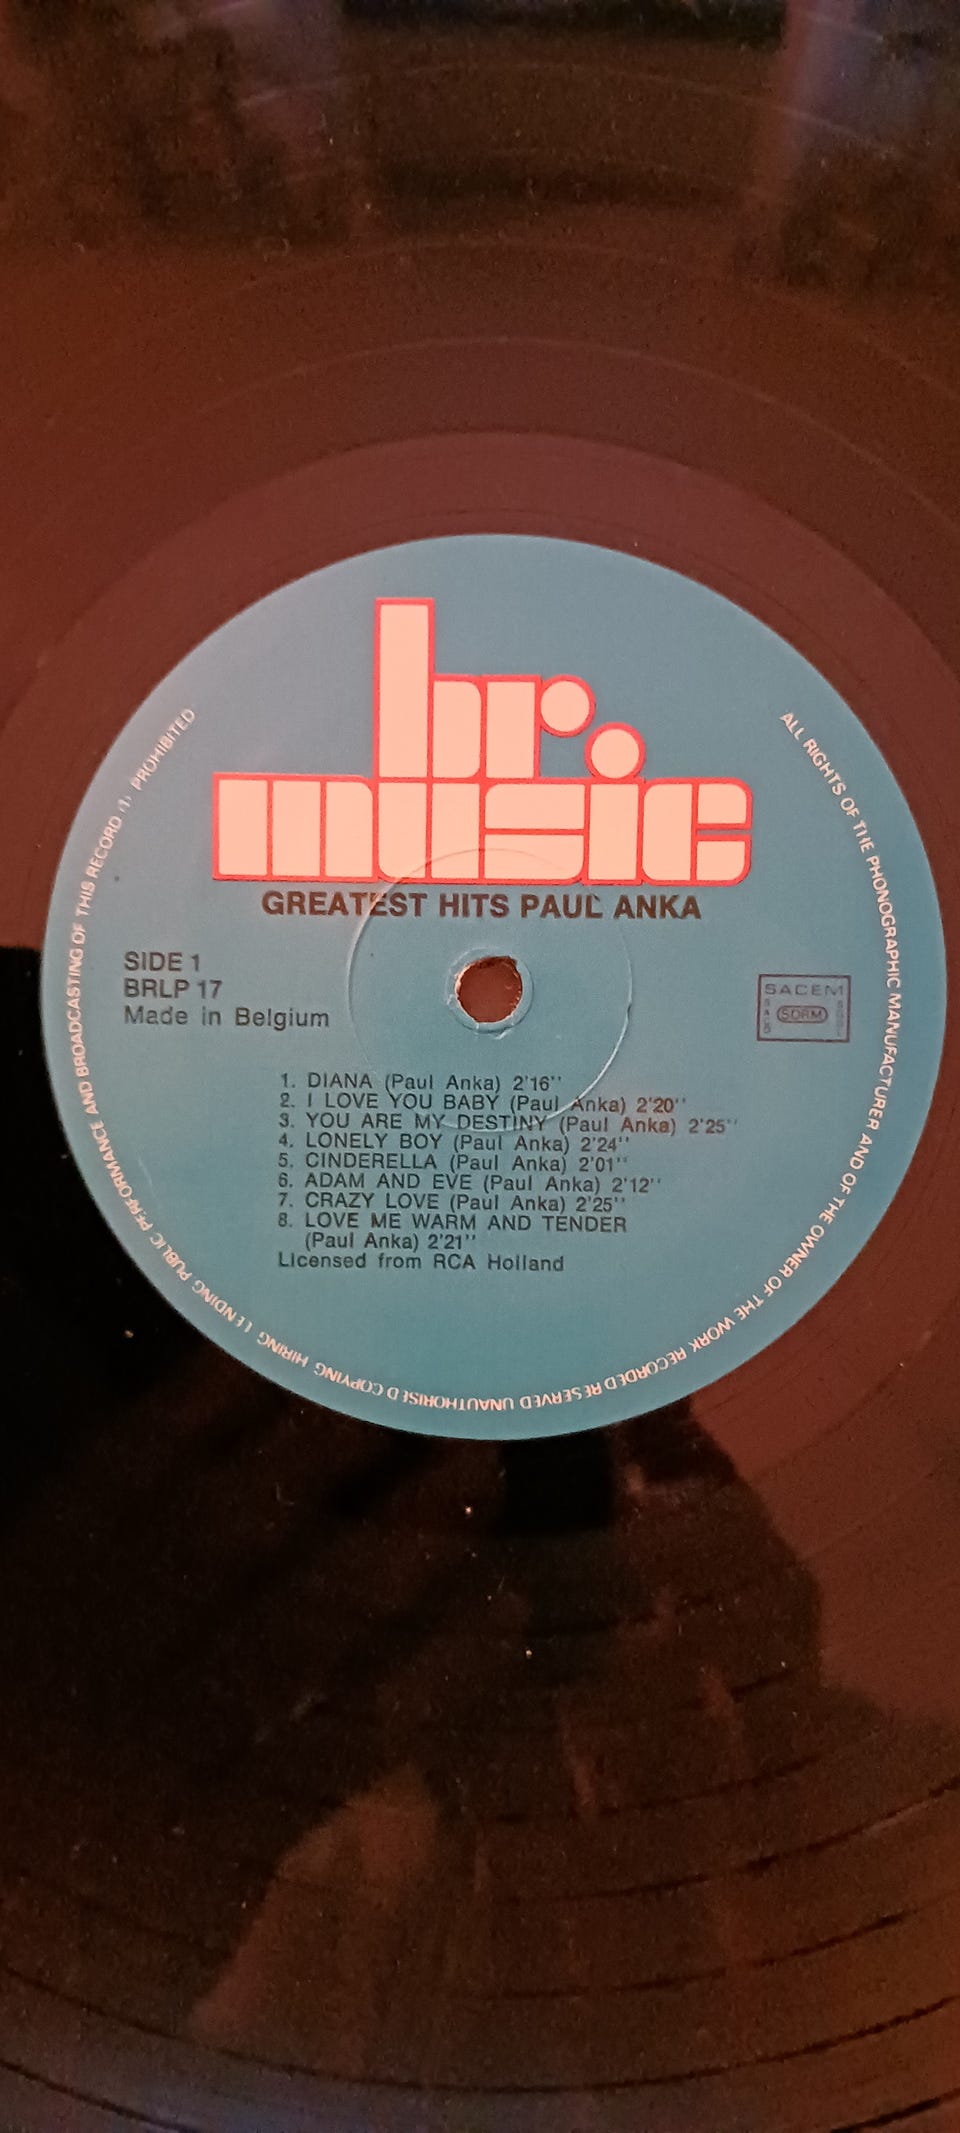 br.
music
GREATEST HITS PAUL ANKA
SIDE 1
BRLP 17
Made in Belgium
SACEM
SDRM
1. DIANA (Paul Anka) 2'16''
2. I LOVE YOU BABY (Paul Anka) 2'20''
3. YOU ARE MY DESTINY (Paul Anka) 2'25''
4. LONELY BOY (Paul Anka) 2'24''
5. CINDERELLA (Paul Anka) 2'01''
6. ADAM AND EVE (Paul Anka) 2'12''
7. CRAZY LOVE (Paul Anka) 2'25''
8. LOVE ME WARM AND TENDER
(Paul Anka) 2'21''
Licensed from RCA Holland
ALL RIGHTS OF THE PHONOGRAPHIC MANUFACTURER AND OF THE OWNER OF THE WORK RECORDED RESERVED UNAUTHORISED COPYING HIRING LENDING PUBLIC PERFORMANCE AND BROADCASTING OF THIS RECORD (1) PROHIBITED